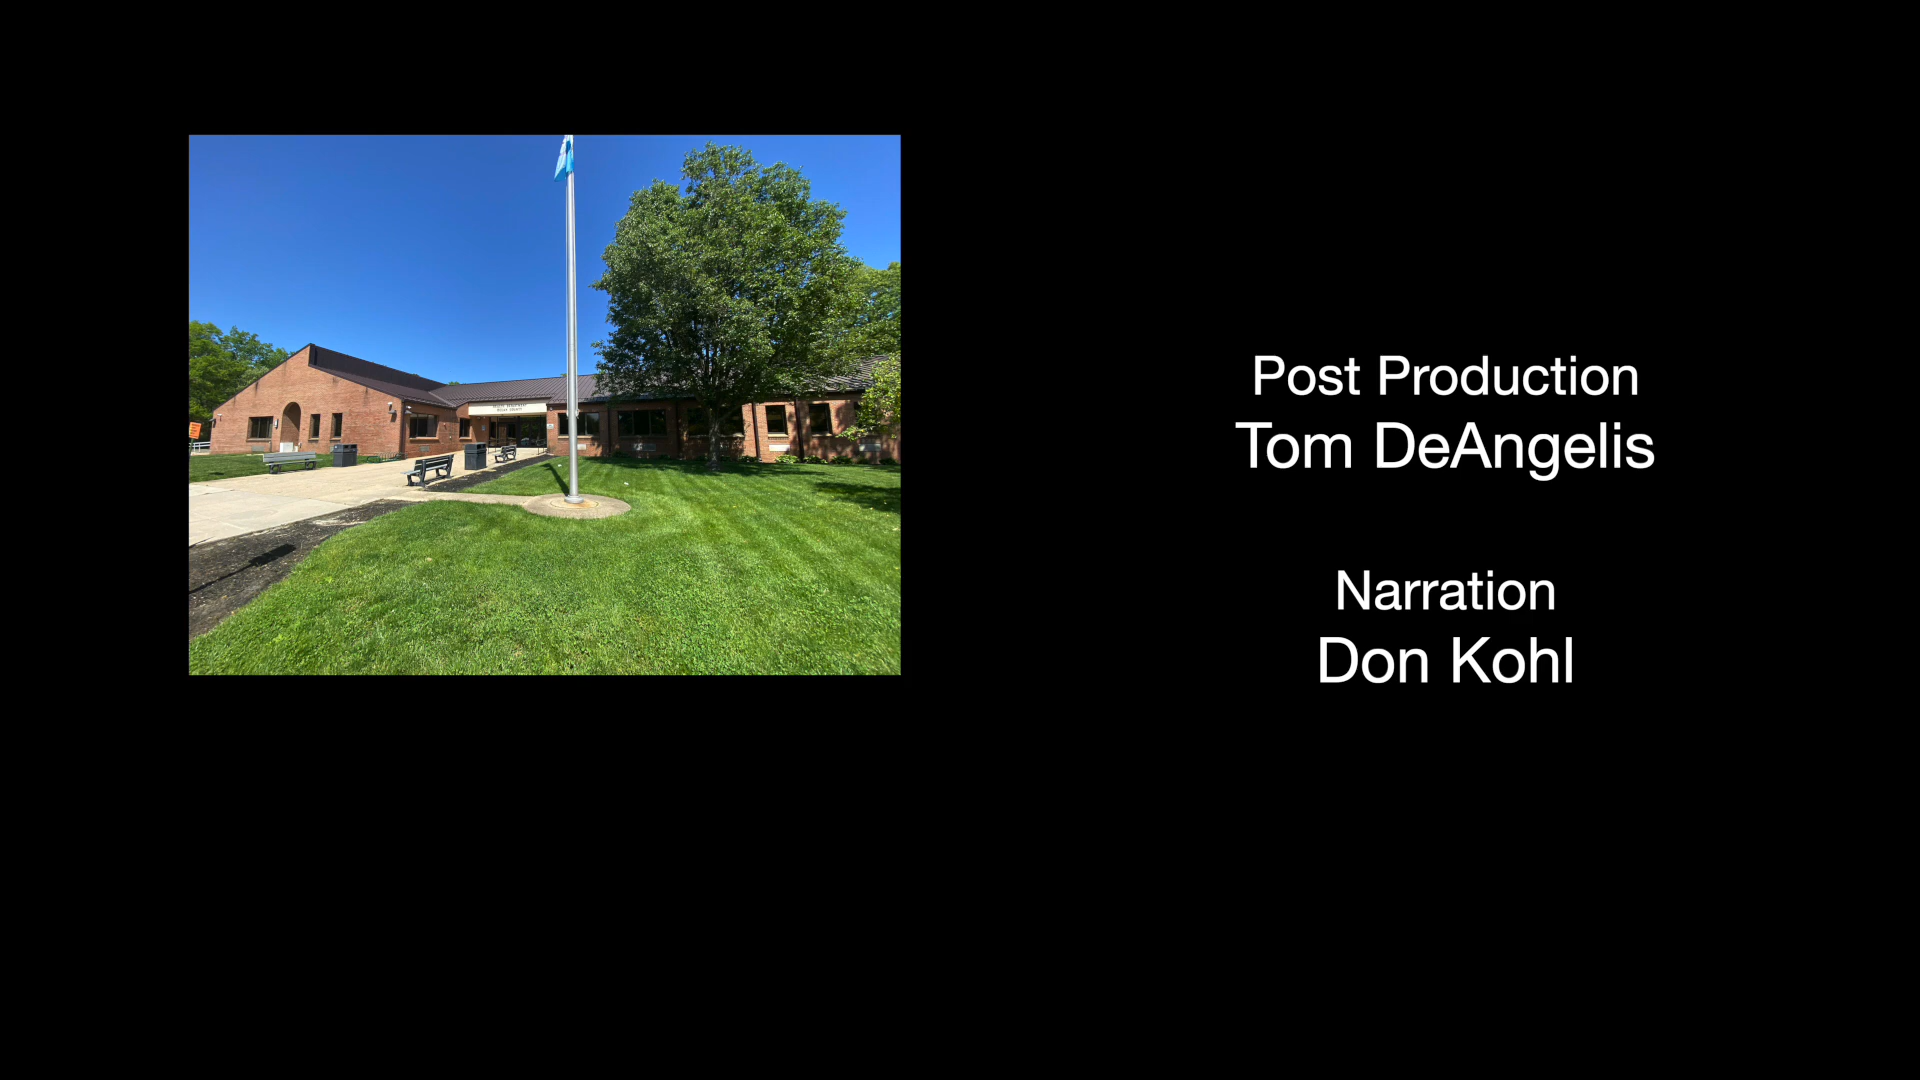 Post Production
Tom DeAngelis
Narration
Don Kohl